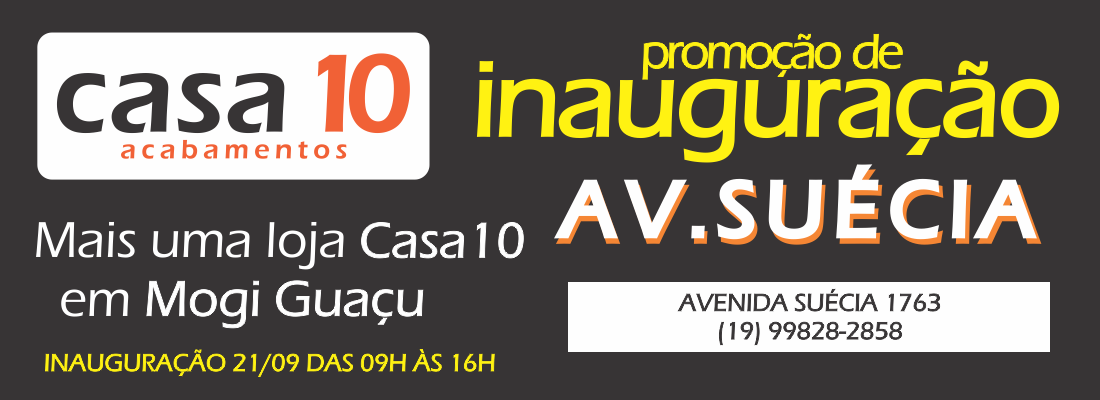 casa 10
acabamentos
Mais uma loja Casa10
em Mogi Guaçu
INAUGURAÇÃO 21/09 DAS 09H ÀS 16H
promoção de
inauguração
AV.SUÉCIA
AVENIDA SUÉCIA 1763
(19) 99828-2858